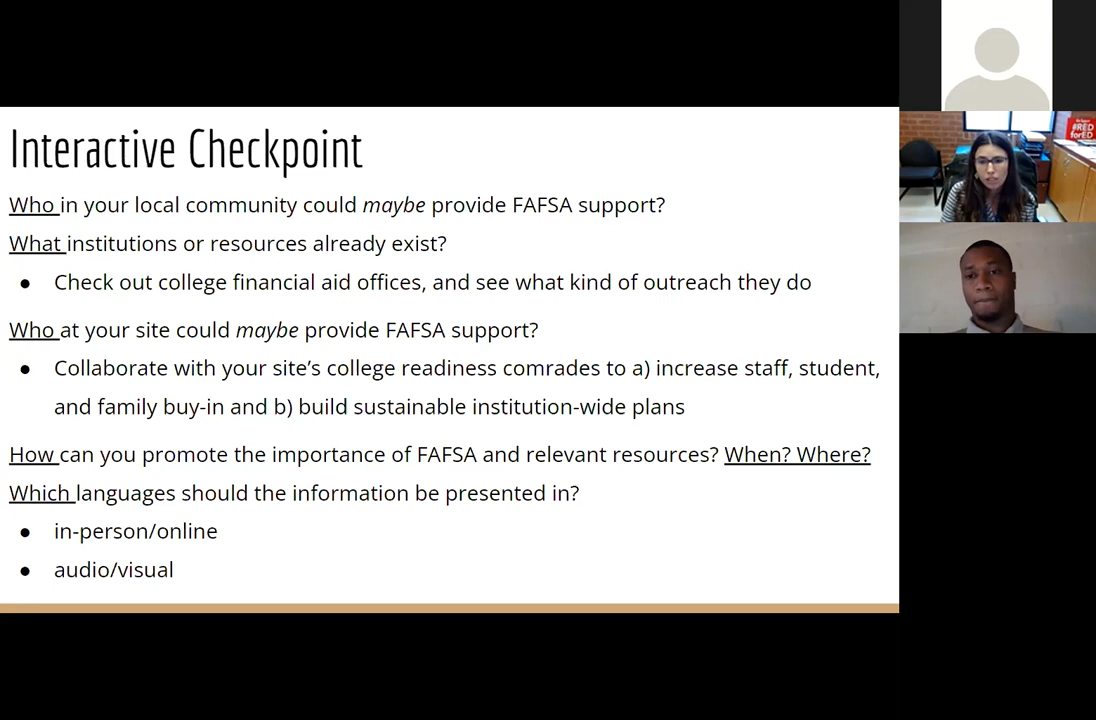 Interactive Checkpoint
Who in your local community could maybe provide FAFSA support?
What institutions or resources already exist?
● Check out college financial aid offices, and see what kind of outreach they do
Who at your site could maybe provide FAFSA support?
● Collaborate with your site's college readiness comrades to a) increase staff, student,
and family buy-in and b) build sustainable institution-wide plans
How can you promote the importance of FAFSA and relevant resources? When? Where?
Which languages should the information be presented in?
● in-person/online
● audio/visual
#RED
forED